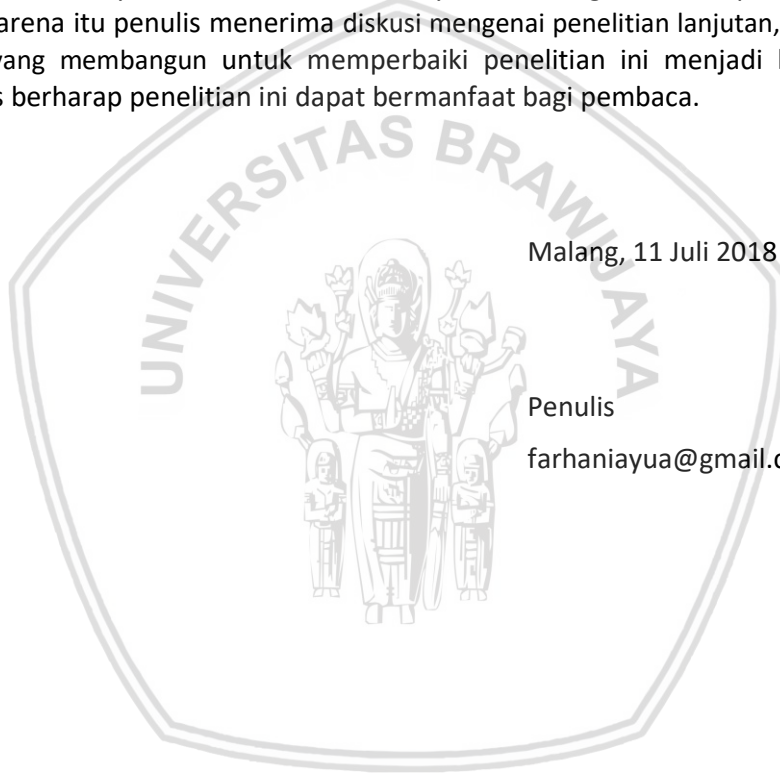 arena itu penulis menerima diskusi mengenai penelitian lanjutan,
yang membangun untuk memperbaiki penelitian ini menjadi
s berharap penelitian ini dapat bermanfaat bagi pembaca.
UNIVERSITAS BRAWIJAYA
Malang, 11 Juli 2018
Penulis
farhaniayua@gmail.c